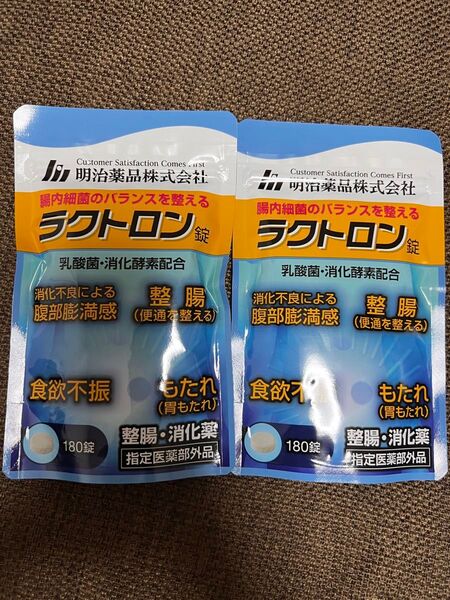 Customer Satisfaction Comes First
明治薬品株式会社
腸内細菌のバランスを整える
ラクトロン錠
乳酸菌・消化酵素配合
消化不良による
腹部膨満感
整腸
(便通を整える)
食欲不振
もたれ
(胃もたれ)
180錠
整腸・消化薬
指定医薬部外品
Customer Satisfaction Comes First
明治薬品株式会社
腸内細菌のバランスを整える
ラクトロン錠
乳酸菌・消化酵素配合
消化不良による
腹部膨満感
整腸
(便通を整える)
食欲不
もたれ
(胃もたれ)
180錠
整腸・消化薬
指定医薬部外品